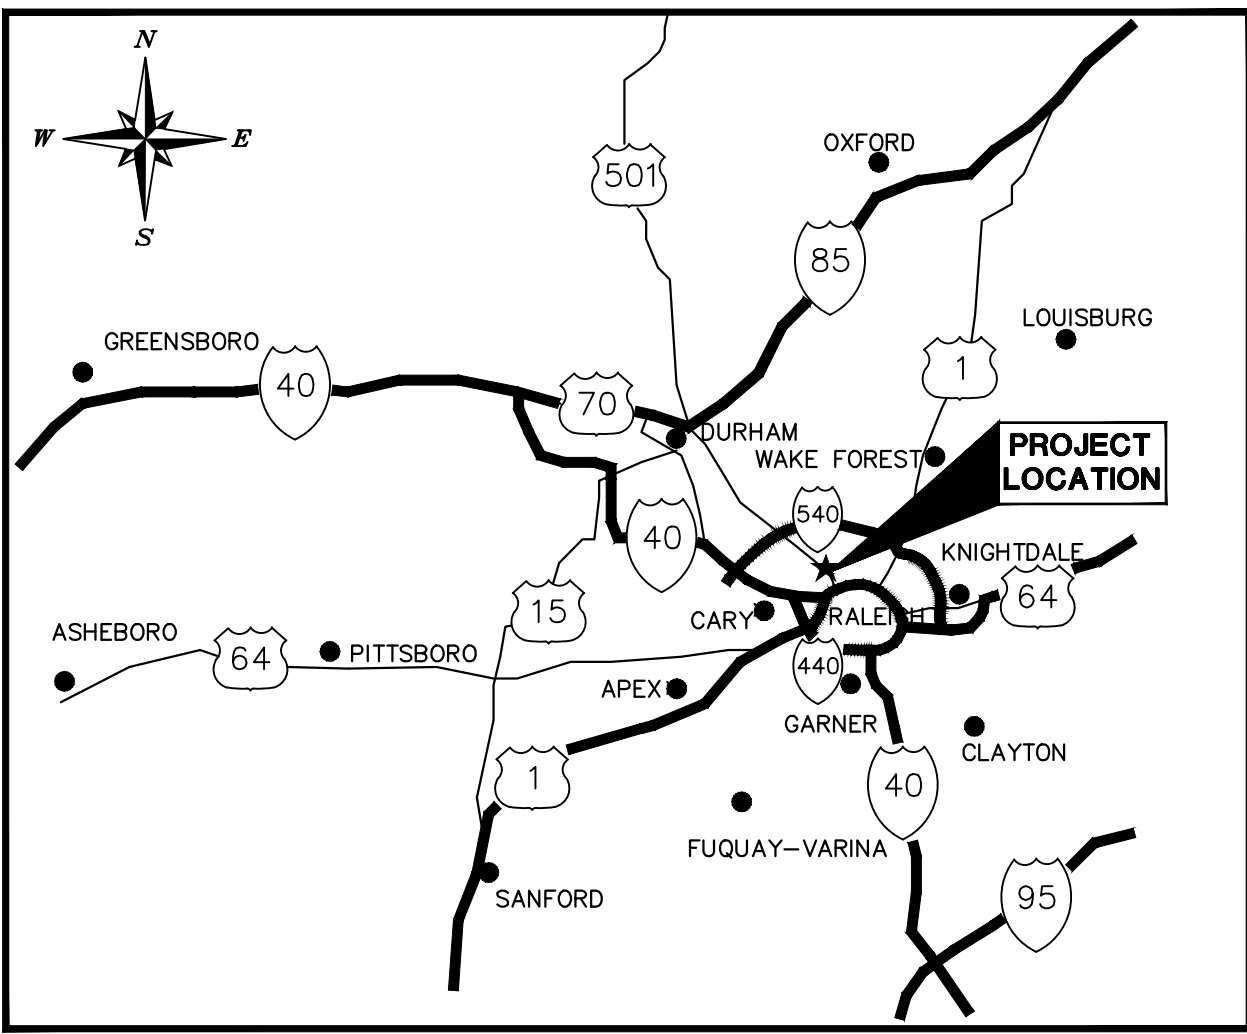 N
W
E
S
501
OXFORD
85
LOUISBURG
GREENSBORO
40
1
70
DURHAM
WAKE FOREST
PROJECT
LOCATION
540
40
KNIGHTDALE
64
15
CARY
RALEIGH
ASHEBORO
64
PITTSBORO
440
APEX
GARNER
CLAYTON
1
40
FUQUAY-VARINA
95
SANFORD